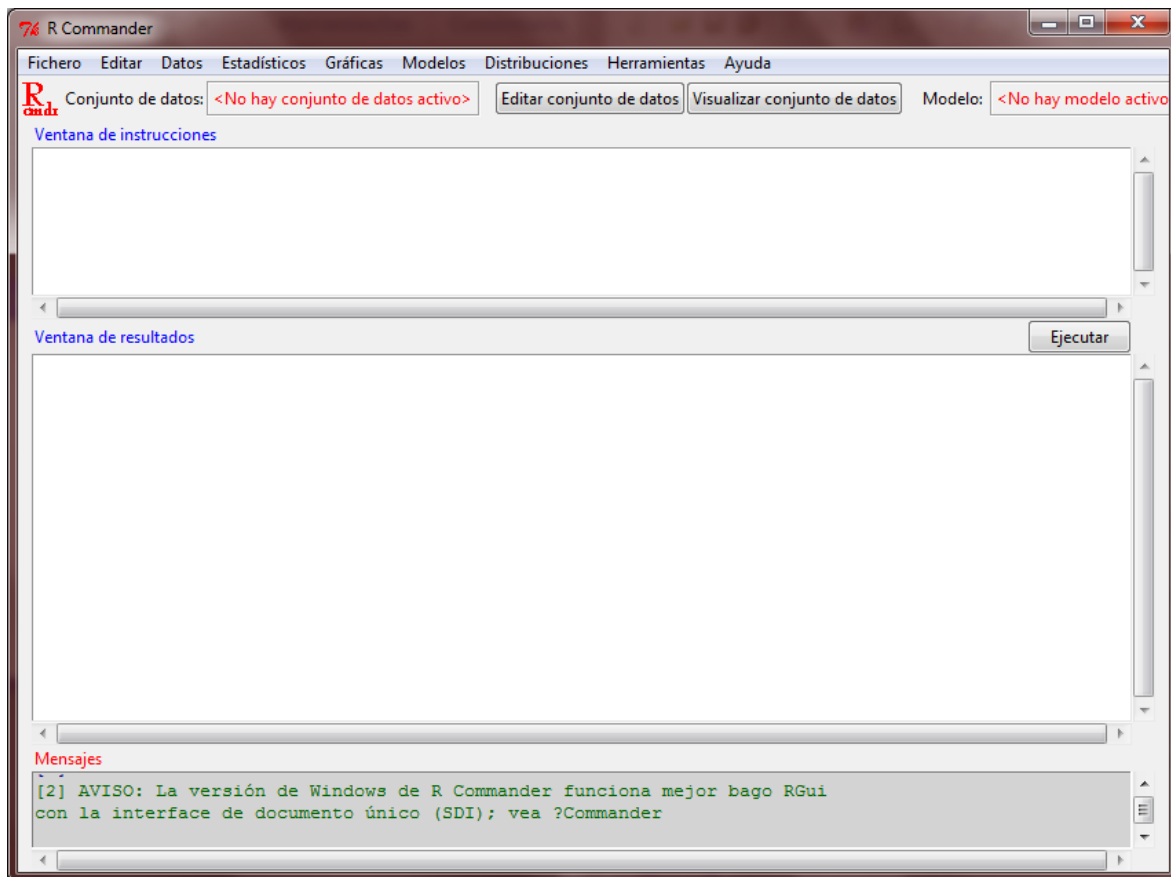 R Commander
Fichero Editar Datos Estadísticos Gráficas Modelos Distribuciones Herramientas Ayuda
R Cmdr Conjunto de datos: <No hay conjunto de datos activo> Editar conjunto de datos Visualizar conjunto de datos Modelo: <No hay modelo activo
Ventana de instrucciones
Ventana de resultados Ejecutar
Mensajes
[2] AVISO: La versión de Windows de R Commander funciona mejor bago RGui
con la interface de documento único (SDI); vea ?Commander